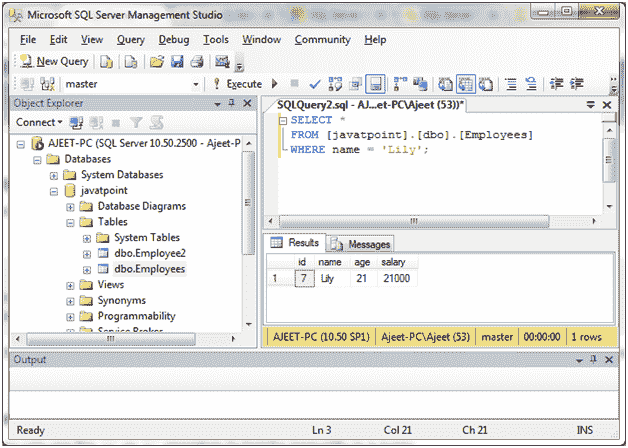 Microsoft SQL Server Management Studio
File Edit View Query Debug Tools Window Community Help
New Query
master Execute
Object Explorer
Connect
AJEET-PC (SQL Server 10.50.2500 - Ajeet-P
Databases
System Databases
javatpoint
Database Diagrams
Tables
System Tables
dbo.Employee2
dbo.Employees
Views
Synonyms
Programmability
Service Broker
SQLQuery2.sql - AJ...et-PC\Ajeet (53))*
SELECT *
FROM [javatpoint].[dbo].[Employees]
WHERE name = 'Lily';
Results Messages
id name age salary
1 7 Lily 21 21000
AJEET-PC (10.50 SP1) Ajeet-PC\Ajeet (53) master 00:00:00 1 rows
Output
Ready Ln 3 Col 21 Ch 21 INS